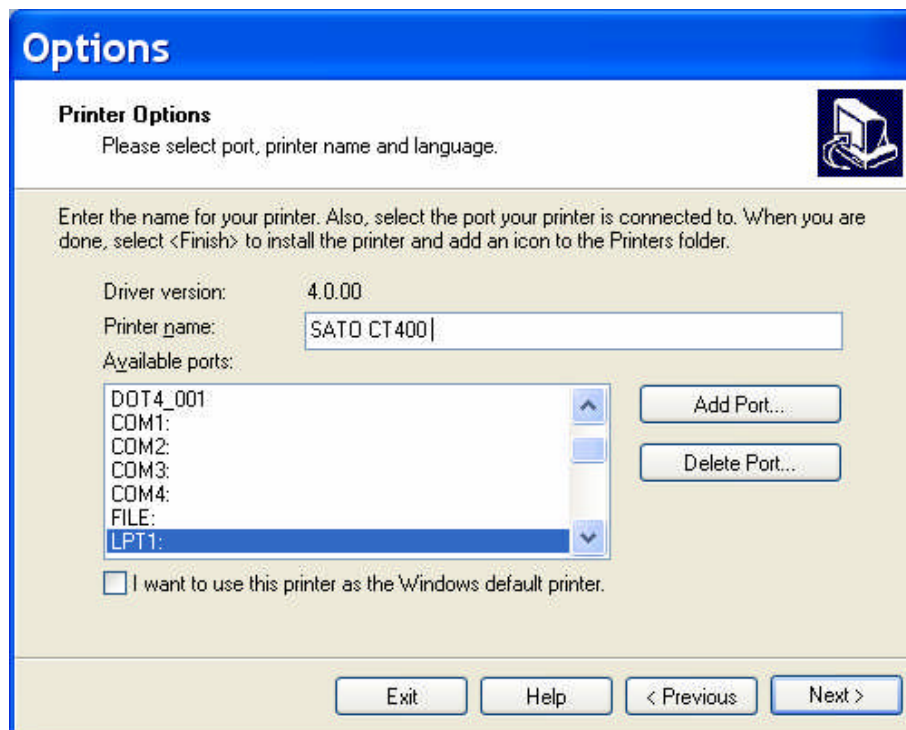 Options
Printer Options
Please select port, printer name and language.
Enter the name for your printer. Also, select the port your printer is connected to. When you are
done, select <Finish> to install the printer and add an icon to the Printers folder.
Driver version: 4.0.00
Printer name: SATO CT400
Available ports:
DOT4_001
COM1:
COM2:
COM3:
COM4:
FILE:
LPT1:
Add Port...
Delete Port...
I want to use this printer as the Windows default printer.
Exit Help < Previous Next >